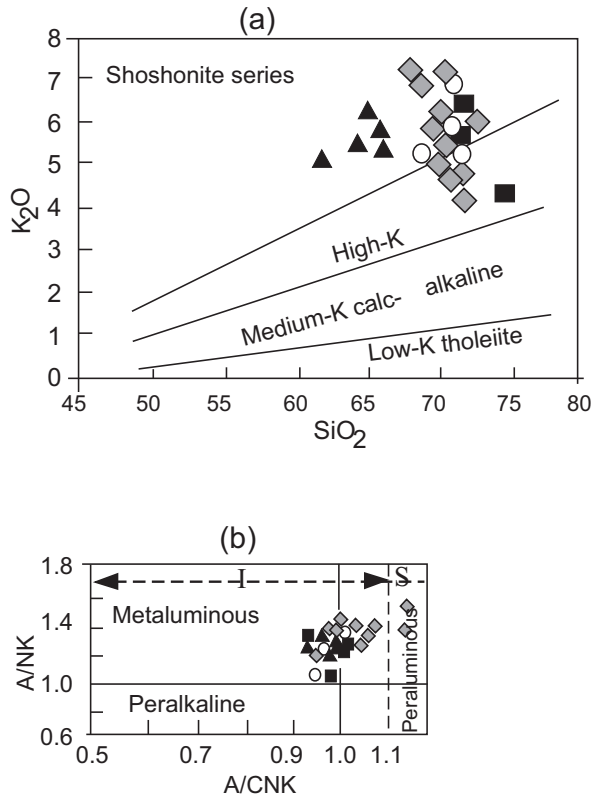 (a)
8
7
6
5
4
3
2
1
0
K₂O
Shoshonite series
High-K
Medium-K calc- alkaline
Low-K tholeiite
45 50 55 60 65 70 75 80
SiO₂
(b)
1.8
1.4
1.0
0.6
A/NK
I S
Metaluminous
Peraluminous
Peralkaline
0.5 0.7 0.9 1.0 1.1
A/CNK